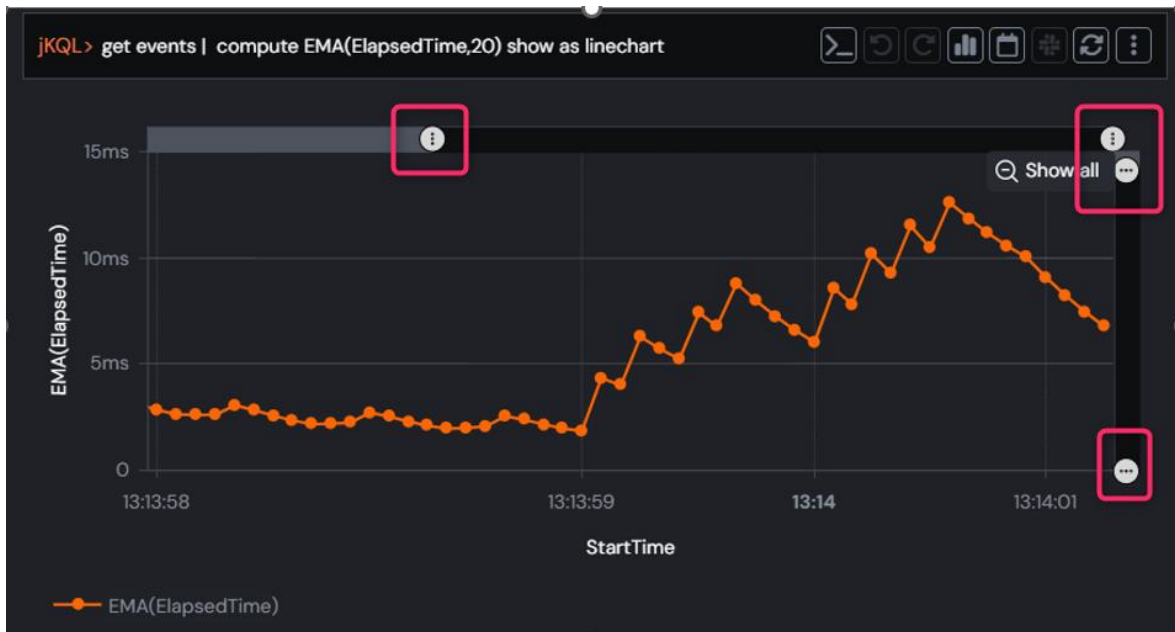 jKQL> get events | compute EMA(ElapsedTime,20) show as linechart
15ms
Show all
10ms
5ms
0
EMA(ElapsedTime)
13:13:58
13:13:59
13:14
13:14:01
StartTime
EMA(ElapsedTime)